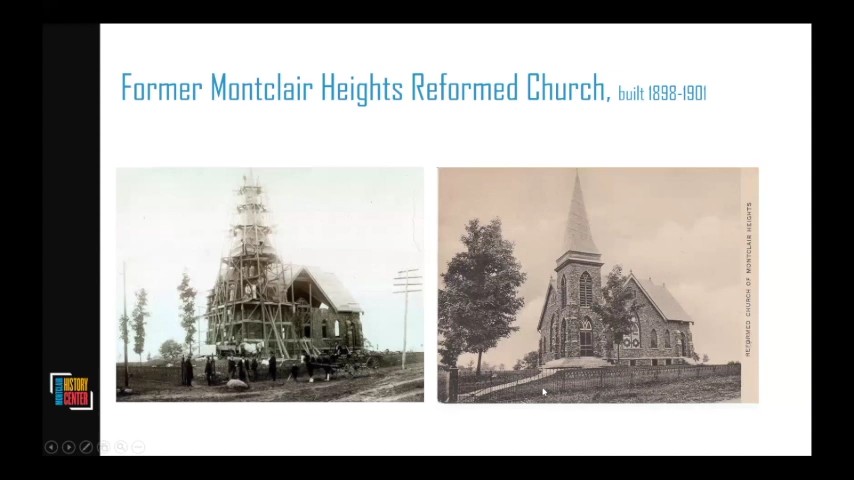 Former Montclair Heights Reformed Church, built 1898-1901
REFORMED CHURCH OF MONTCLAIR HEIGHTS
MONTCLAIR
HISTORY
CENTER